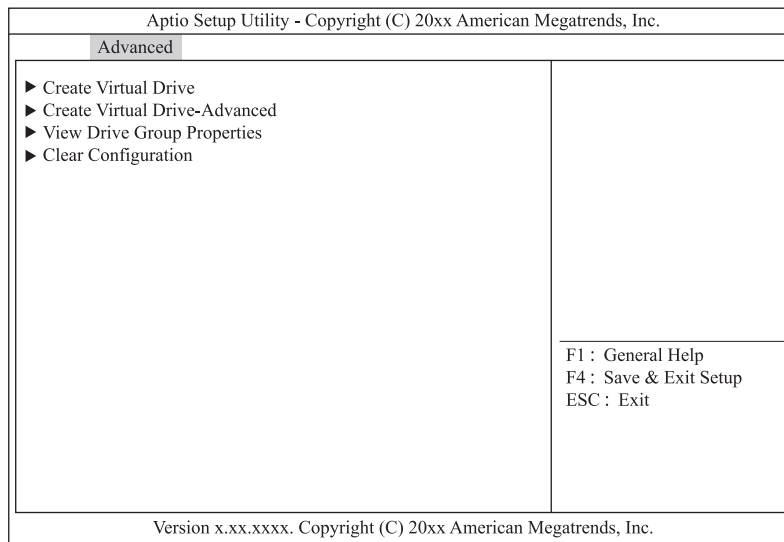 Aptio Setup Utility - Copyright (C) 20xx American Megatrends, Inc.
Advanced
▶ Create Virtual Drive
▶ Create Virtual Drive-Advanced
▶ View Drive Group Properties
▶ Clear Configuration
F1 : General Help
F4 : Save & Exit Setup
ESC : Exit
Version x.xx.xxxx. Copyright (C) 20xx American Megatrends, Inc.